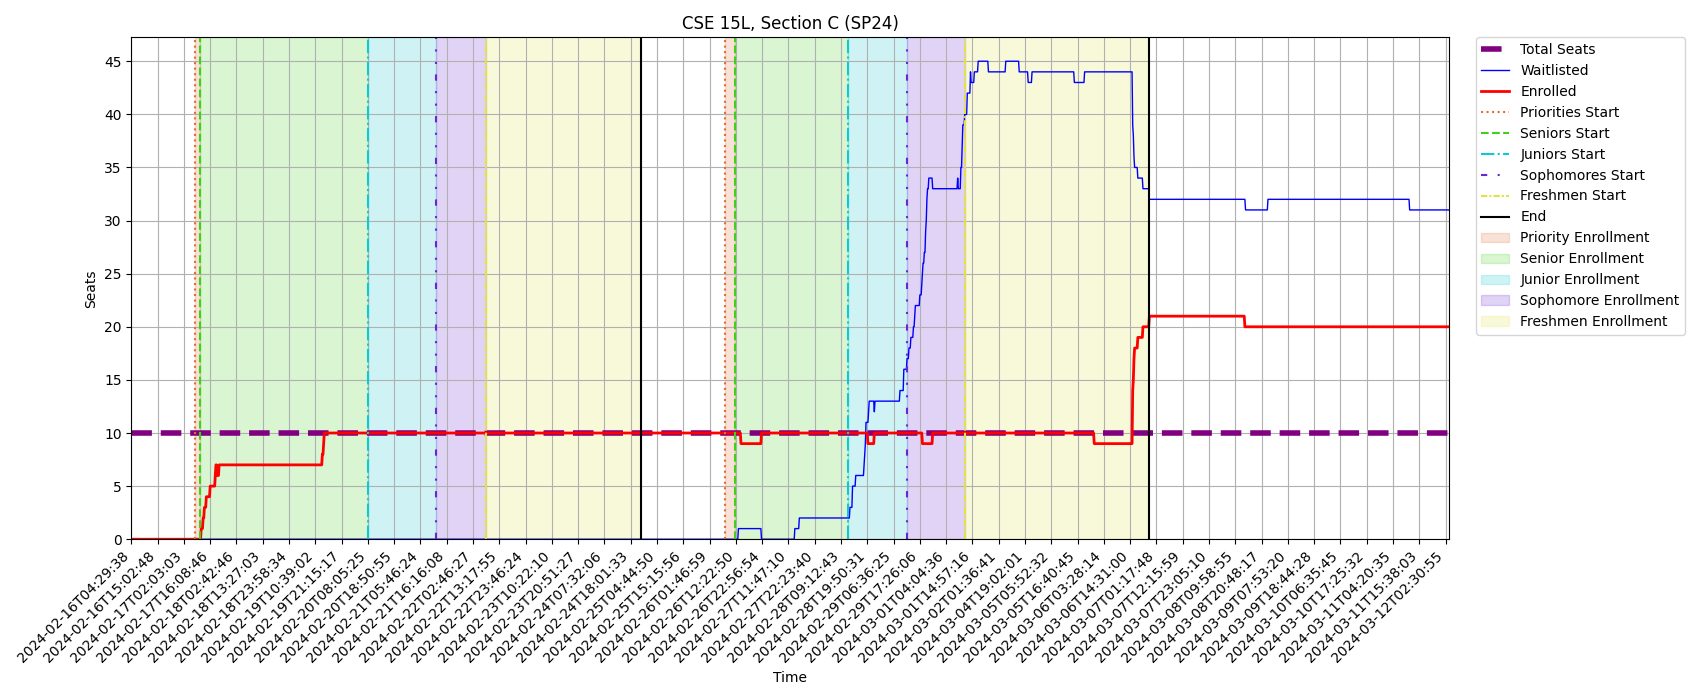 CSE 15L, Section C (SP24)
Seats
45
40
35
30
25
20
15
10
5
0
2024-02-16T04:29:38
2024-02-16T15:02:48
2024-02-17T02:03:03
2024-02-17T16:08:46
2024-02-18T02:42:46
2024-02-18T13:27:03
2024-02-18T23:58:34
2024-02-19T10:39:02
2024-02-19T21:15:17
2024-02-20T08:05:25
2024-02-20T18:50:55
2024-02-21T05:46:24
2024-02-21T16:16:08
2024-02-22T02:46:27
2024-02-22T13:17:55
2024-02-22T23:46:24
2024-02-23T10:22:10
2024-02-23T20:51:27
2024-02-24T07:32:06
2024-02-24T18:01:33
2024-02-25T04:44:50
2024-02-25T15:15:56
2024-02-26T01:46:59
2024-02-26T12:22:50
2024-02-26T22:56:54
2024-02-27T11:47:10
2024-02-27T22:23:40
2024-02-28T09:12:43
2024-02-28T19:50:31
2024-02-29T06:36:25
2024-02-29T17:26:06
2024-03-01T04:04:36
2024-03-01T14:57:16
2024-03-02T01:36:41
2024-03-04T19:02:01
2024-03-05T05:52:32
2024-03-05T16:40:45
2024-03-06T03:28:14
2024-03-06T14:31:00
2024-03-07T01:17:48
2024-03-07T12:15:59
2024-03-07T23:05:10
2024-03-08T09:58:55
2024-03-08T20:48:17
2024-03-09T07:53:20
2024-03-09T18:44:28
2024-03-10T06:35:45
2024-03-10T17:25:32
2024-03-11T04:20:35
2024-03-11T15:38:03
2024-03-12T02:30:55
Time
Total Seats
Waitlisted
Enrolled
Priorities Start
Seniors Start
Juniors Start
Sophomores Start
Freshmen Start
End
Priority Enrollment
Senior Enrollment
Junior Enrollment
Sophomore Enrollment
Freshmen Enrollment